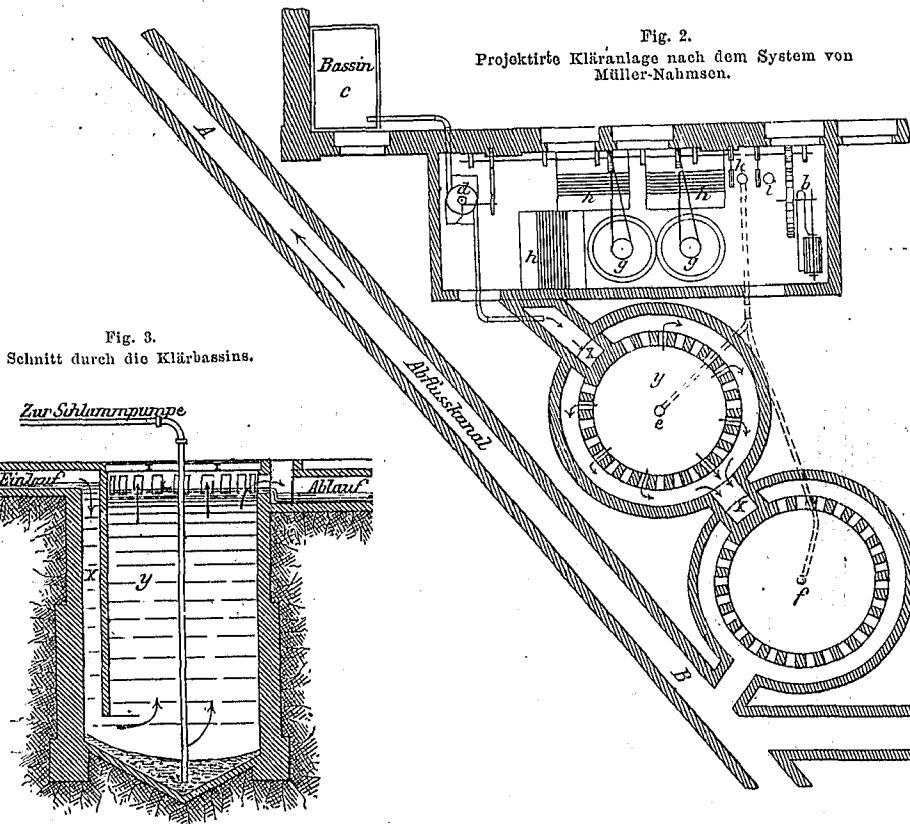 Fig. 2.
Projektirte Kläranlage nach dem System von
Müller-Nahmsen.
Bassin
c
A
d
h
h
k
l
b
h
g
g
x
y
e
Abflusskanal
x
f
B
Fig. 3.
Schnitt durch die Klärbassins.
Zur Schlammpumpe
Einlauf
Ablauf
x
y